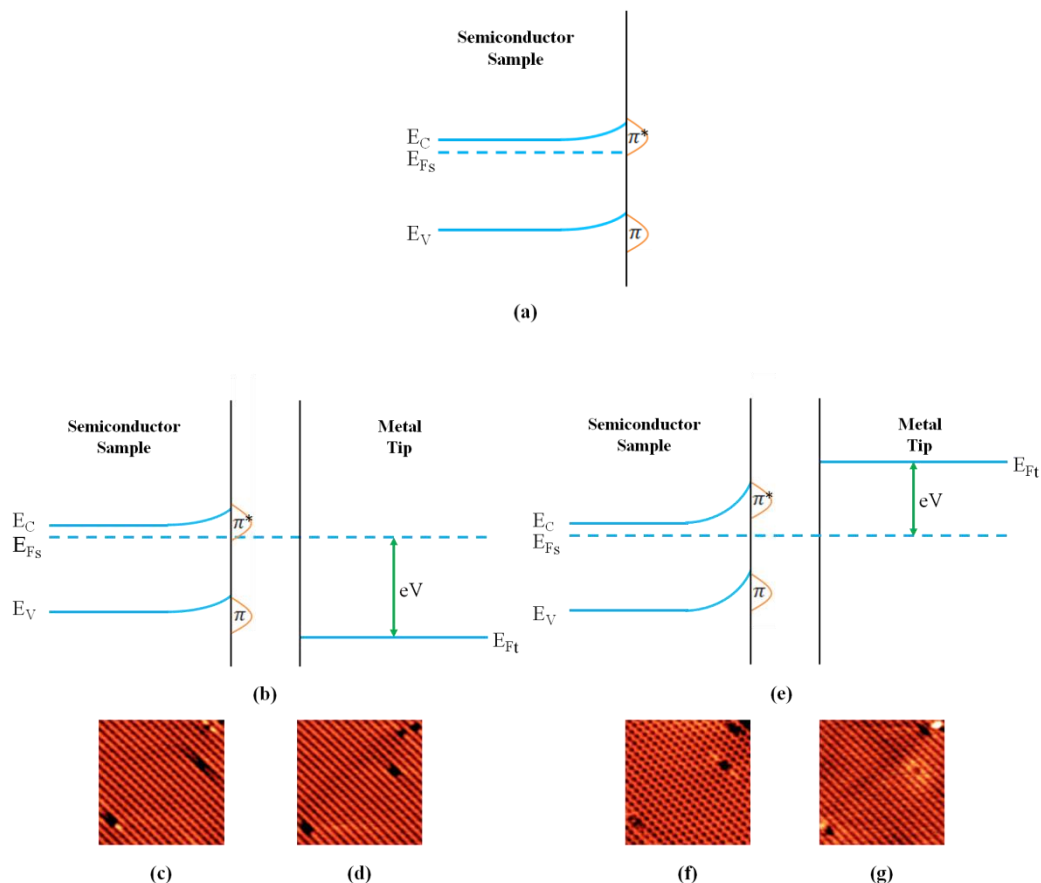 Semiconductor
Sample
E_C
E_Fs
E_V
π*
π
(a)
Semiconductor
Sample
Metal
Tip
E_C
E_Fs
E_V
π*
π
eV
E_Ft
(b)
Semiconductor
Sample
Metal
Tip
E_C
E_Fs
E_V
π*
π
eV
E_Ft
(e)
(c)
(d)
(f)
(g)